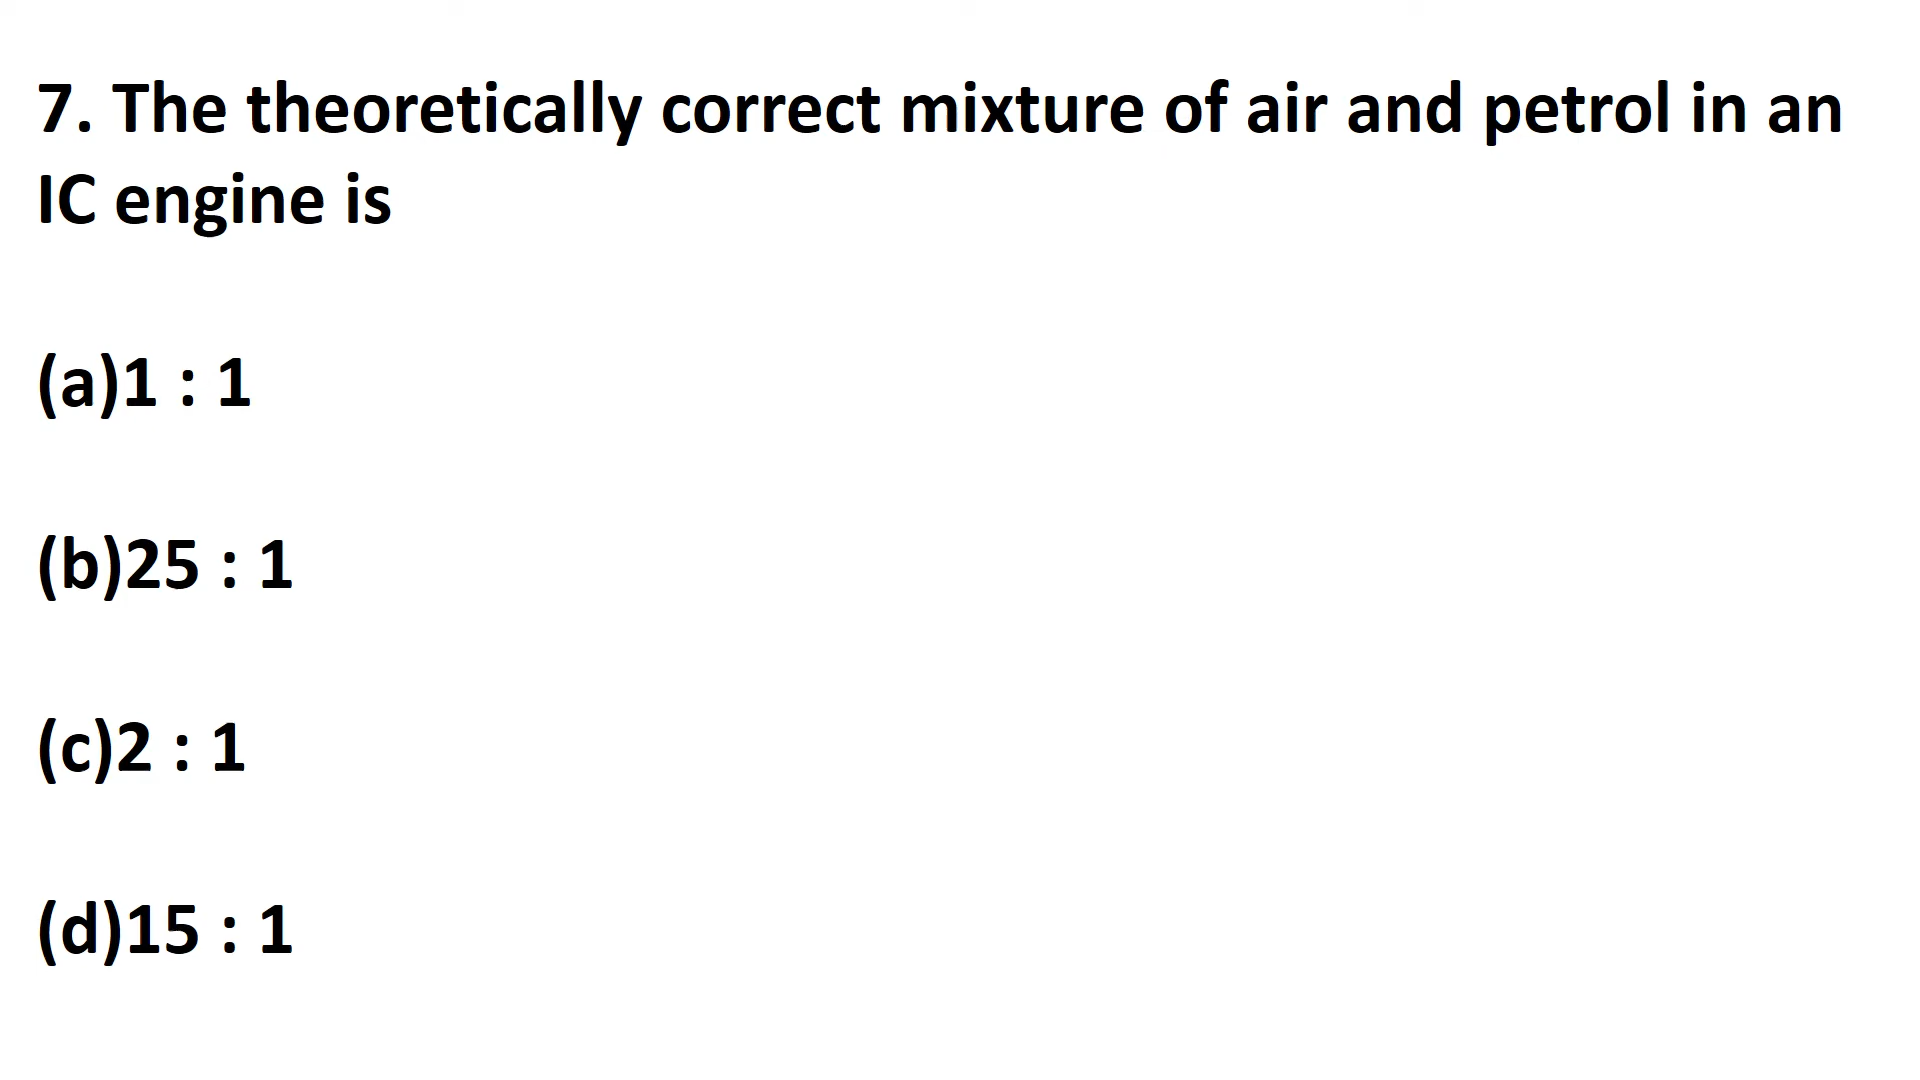 7. The theoretically correct mixture of air and petrol in an
IC engine is
(a)1 : 1
(b)25 : 1
(c)2 : 1
(d)15 : 1